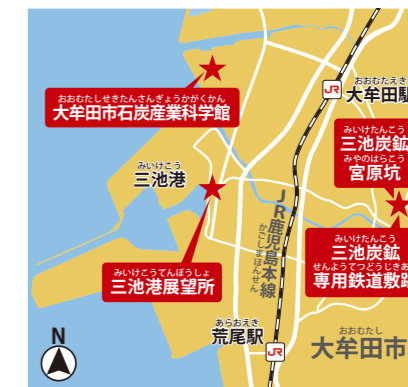 おおむたしせきたんさんぎょうかがくかん
大牟田市石炭産業科学館
おおむたえき
JR 大牟田駅
みいけこう
三池港
みいけたんこう
三池炭鉱
みやのはらこう
宮原坑
JR鹿児島本線
かごしまほんせん
みいけたんこう
三池炭鉱
せんようてつどうじきあ
専用鉄道敷跡
みいけこうてんぼうしょ
三池港展望所
あらおえき
荒尾駅
JR
おおむたし
大牟田市
N